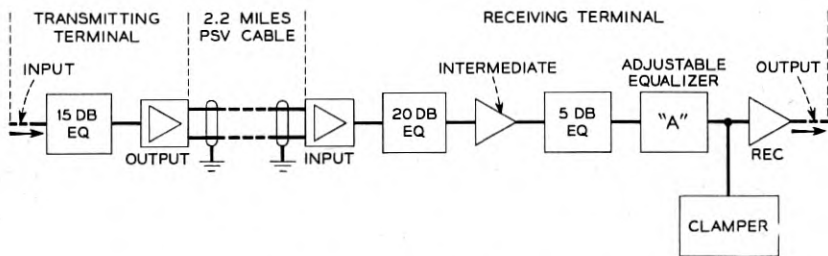 TRANSMITTING
TERMINAL
2.2 MILES
PSV CABLE
RECEIVING TERMINAL
INPUT
15 DB
EQ
OUTPUT
INPUT
20 DB
EQ
INTERMEDIATE
5 DB
EQ
ADJUSTABLE
EQUALIZER
"A"
OUTPUT
REC
CLAMPER